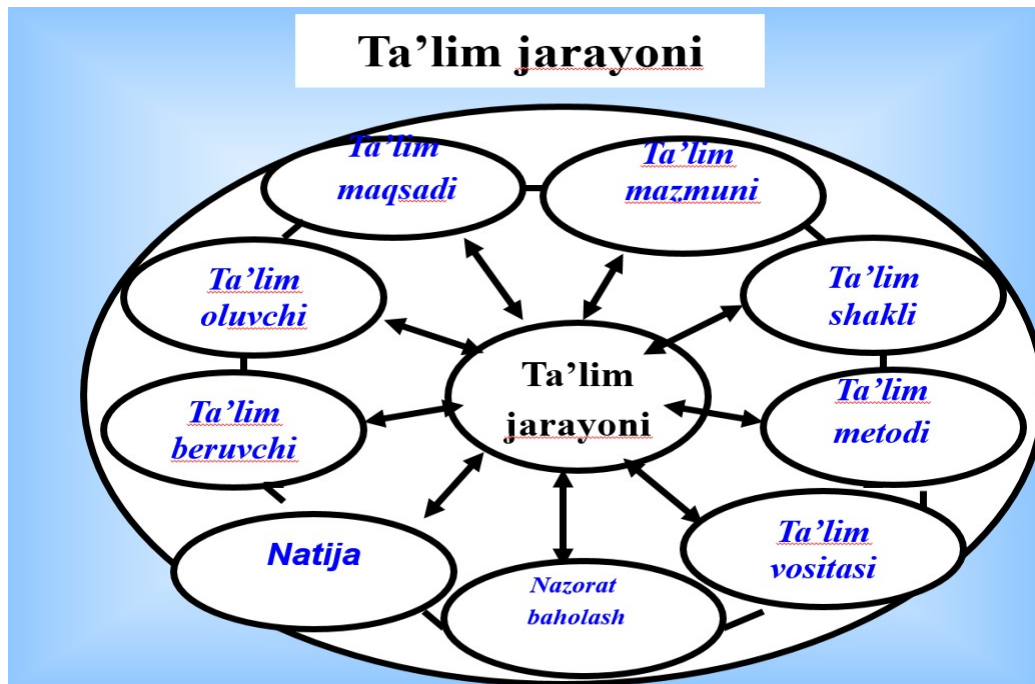 Ta’lim jarayoni
Ta’lim
maqsadi
Ta’lim
mazmuni
Ta’lim
oluvchi
Ta’lim
shakli
Ta’lim
jarayoni
Ta’lim
beruvchi
Ta’lim
metodi
Natija
Nazorat
baholash
Ta’lim
vositasi